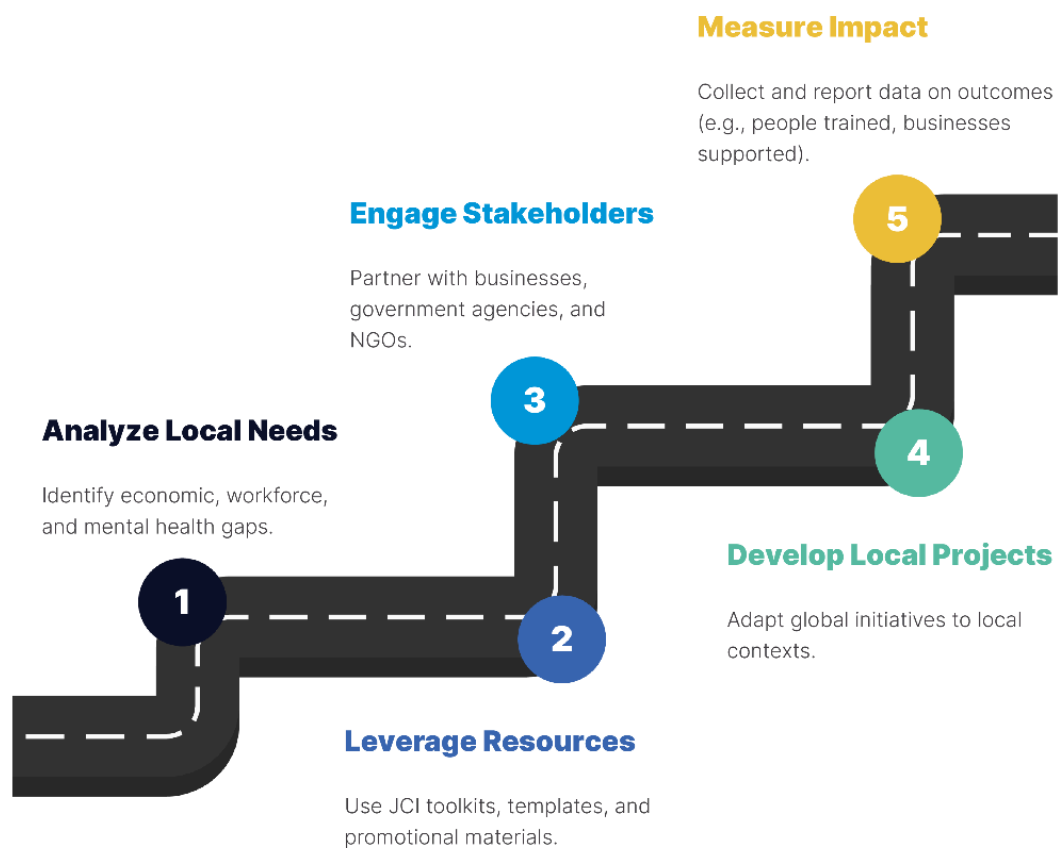 1
Analyze Local Needs
Identify economic, workforce,
and mental health gaps.
2
Leverage Resources
Use JCI toolkits, templates, and
promotional materials.
3
Engage Stakeholders
Partner with businesses,
government agencies, and
NGOs.
4
Develop Local Projects
Adapt global initiatives to local
contexts.
5
Measure Impact
Collect and report data on outcomes
(e.g., people trained, businesses
supported).